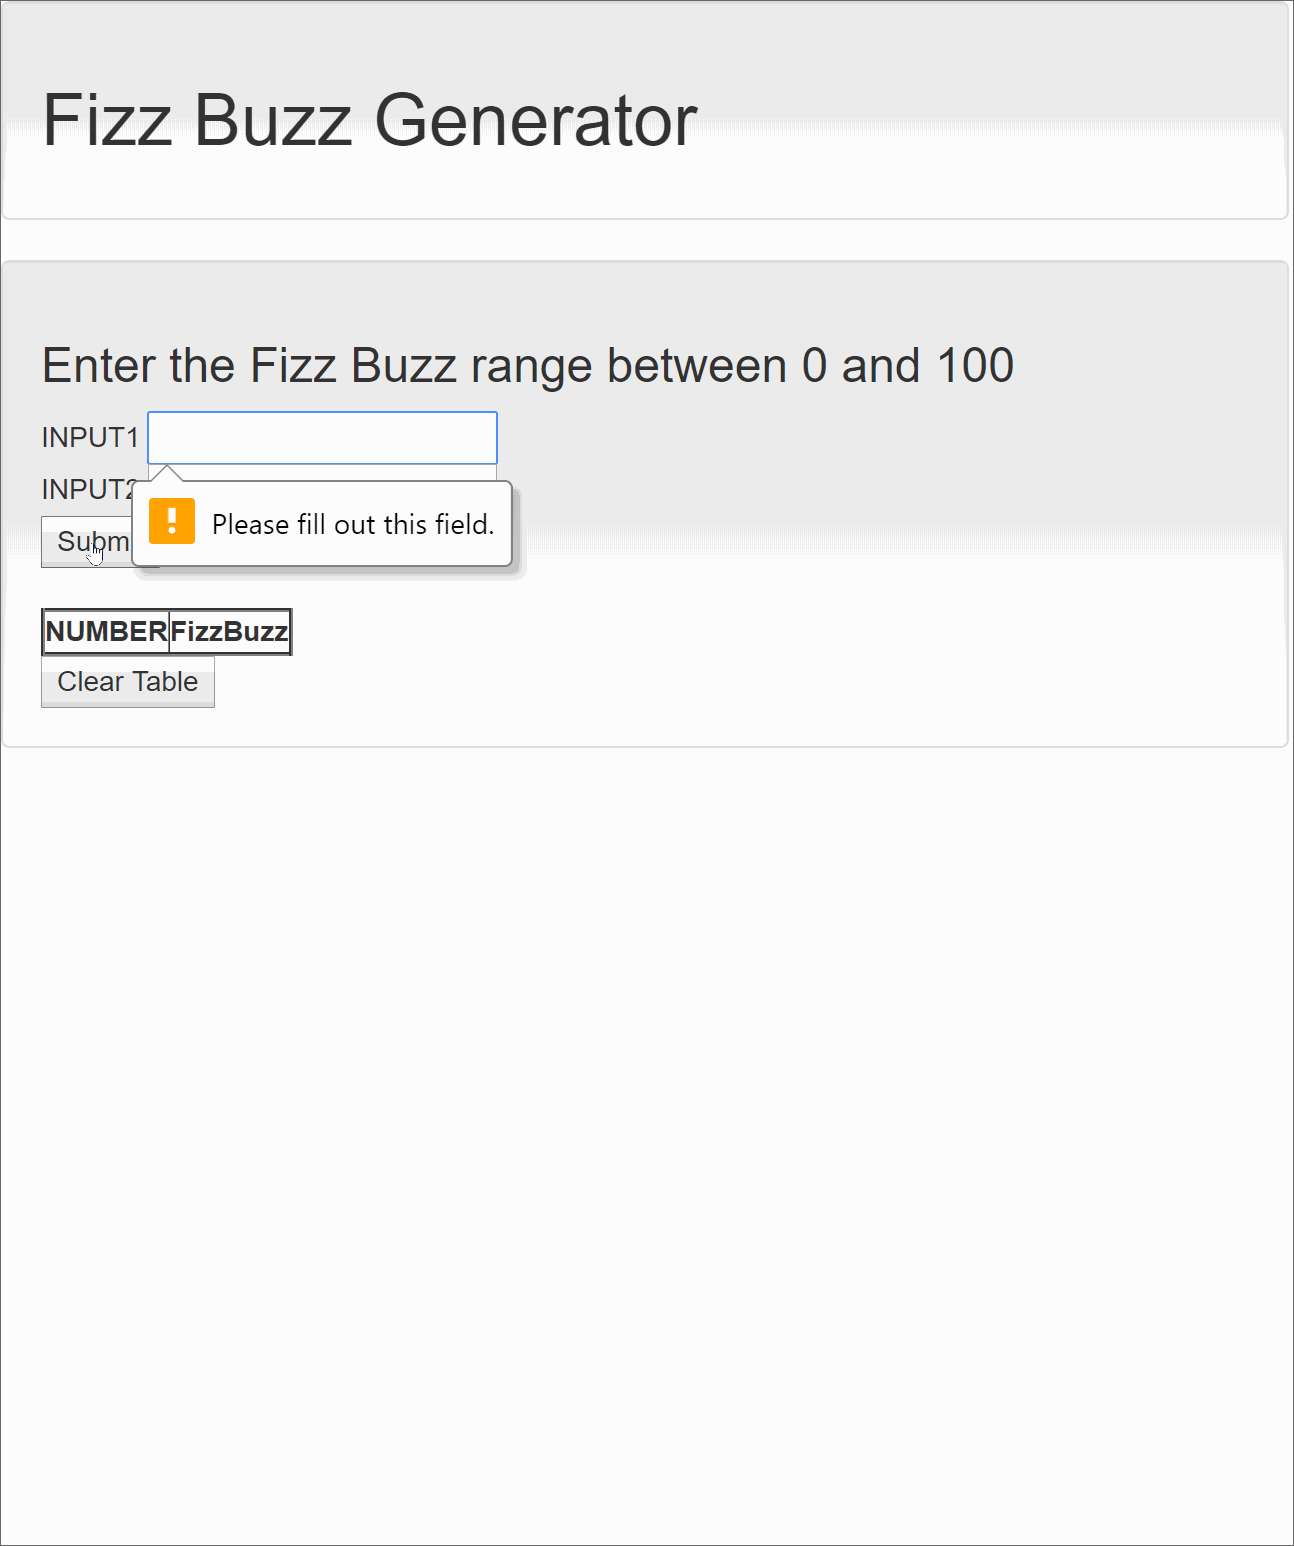 Fizz Buzz Generator
Enter the Fizz Buzz range between 0 and 100
INPUT1
INPUT2
Subm
Please fill out this field.
NUMBER FizzBuzz
Clear Table